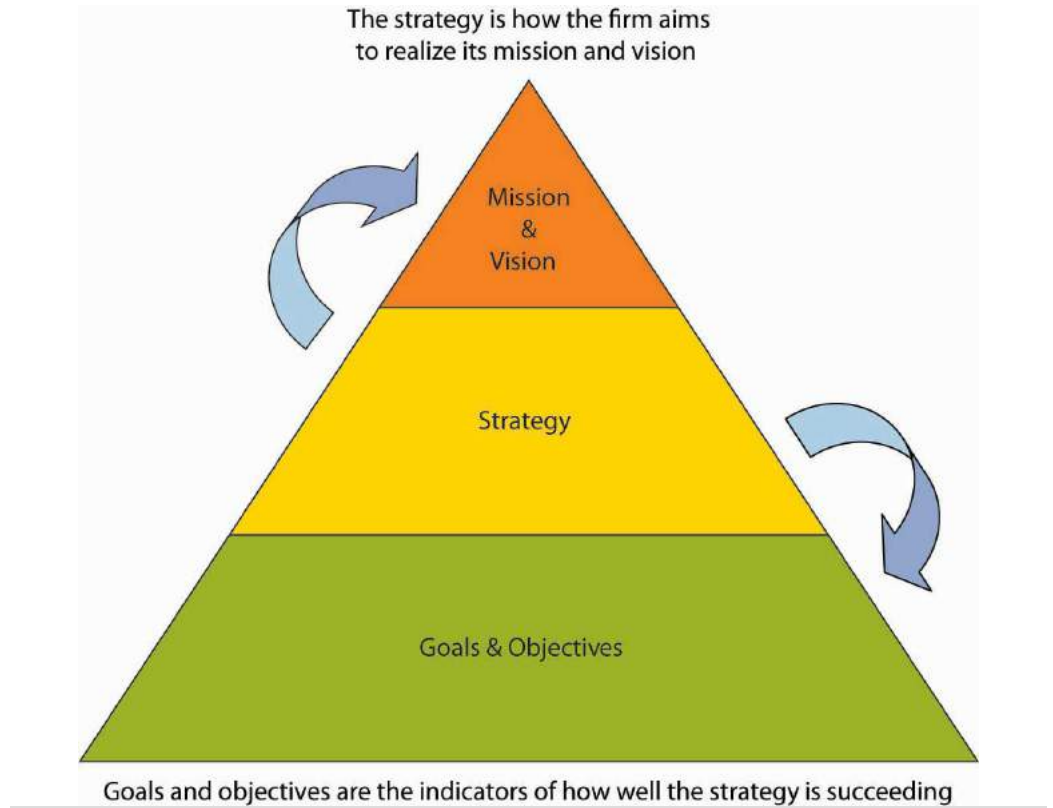 The strategy is how the firm aims
to realize its mission and vision
Mission
&
Vision
Strategy
Goals & Objectives
Goals and objectives are the indicators of how well the strategy is succeeding